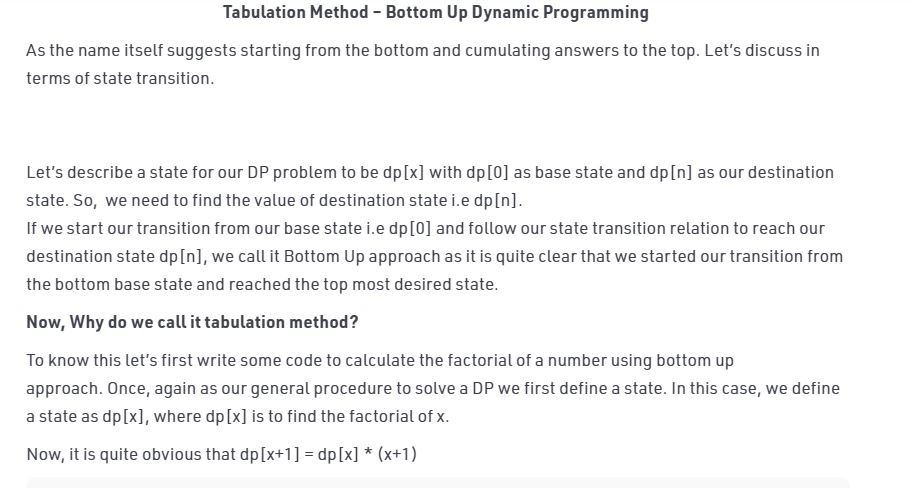 Tabulation Method – Bottom Up Dynamic Programming
As the name itself suggests starting from the bottom and cumulating answers to the top. Let's discuss in
terms of state transition.
Let's describe a state for our DP problem to be dp[x] with dp[0] as base state and dp[n] as our destination
state. So,  we need to find the value of destination state i.e dp[n].
If we start our transition from our base state i.e dp[0] and follow our state transition relation to reach our
destination state dp[n], we call it Bottom Up approach as it is quite clear that we started our transition from
the bottom base state and reached the top most desired state.
Now, Why do we call it tabulation method?
To know this let's first write some code to calculate the factorial of a number using bottom up
approach. Once, again as our general procedure to solve a DP we first define a state. In this case, we define
a state as dp[x], where dp[x] is to find the factorial of x.
Now, it is quite obvious that dp[x+1] = dp[x] * (x+1)